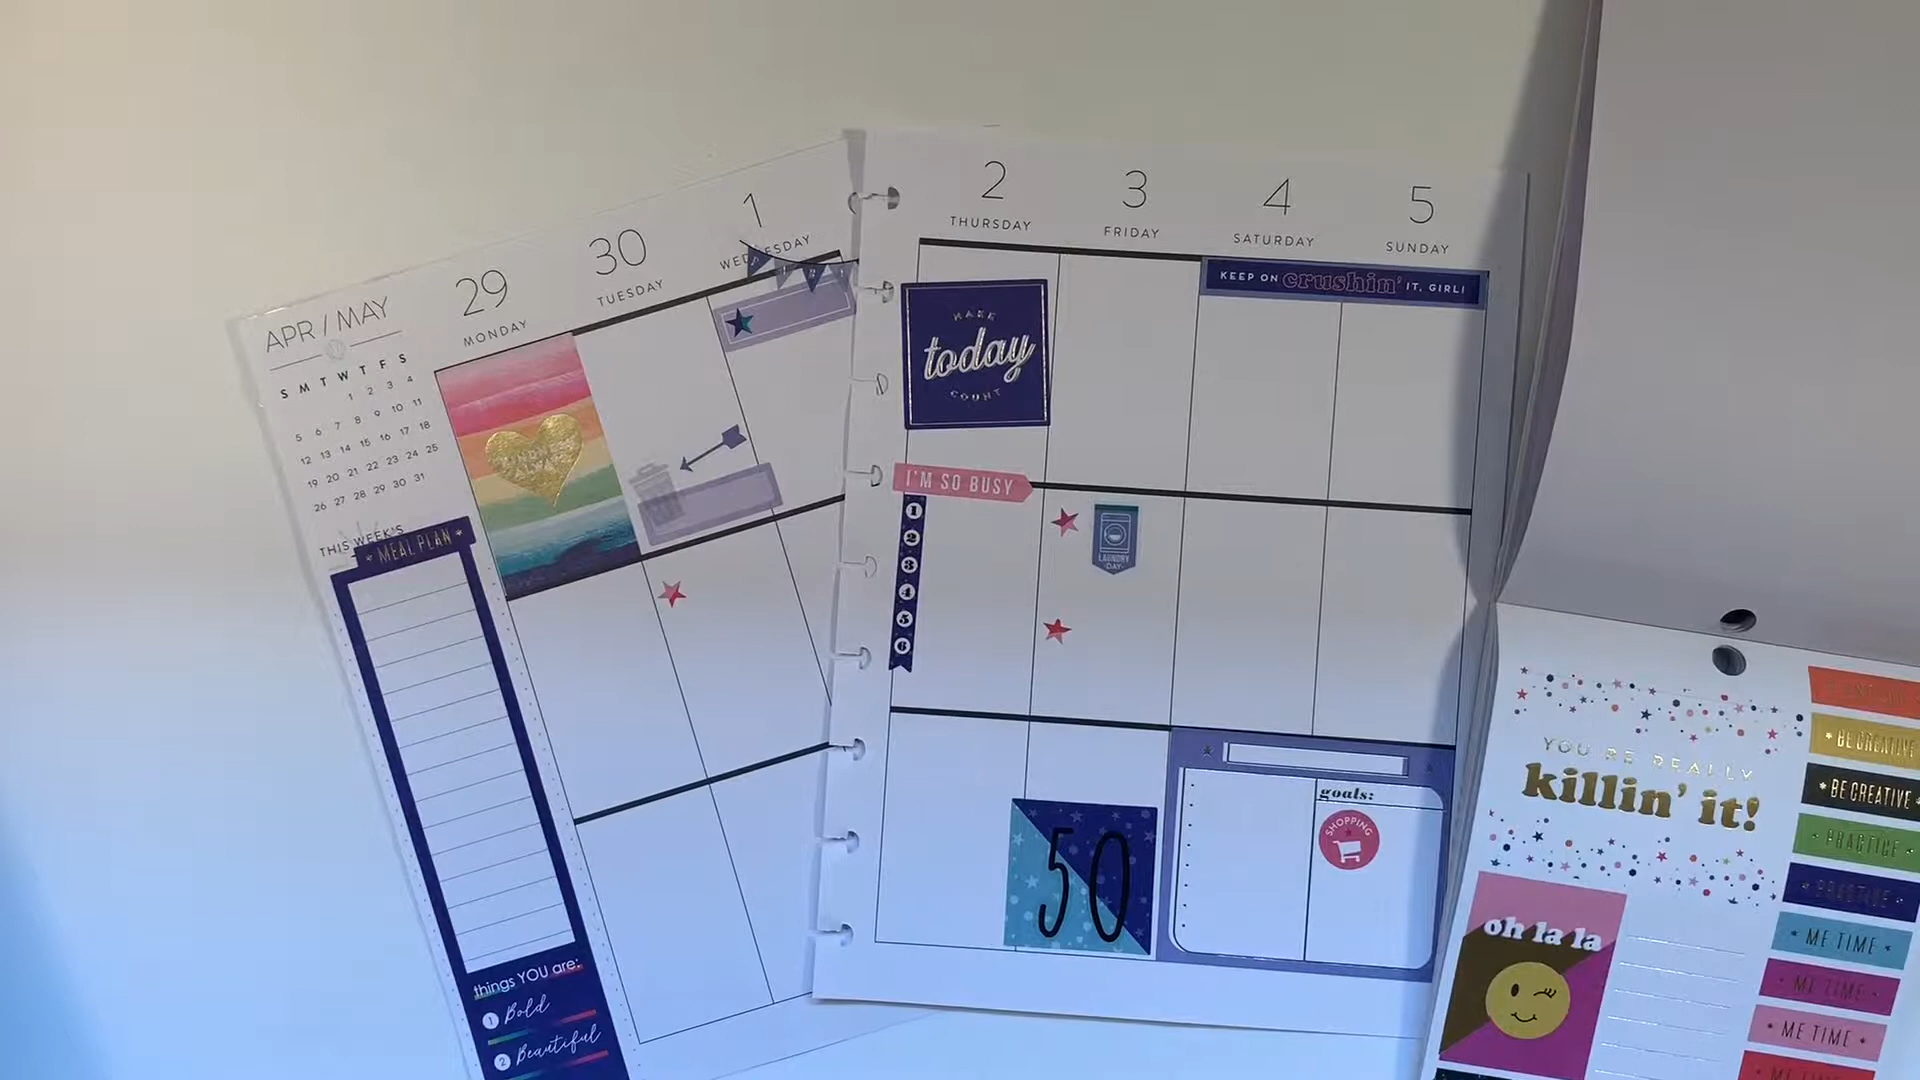 APR / MAY
S M T W T F S
1 2 3 4
5 6 7 8 9 10 11
12 13 14 15 16 17 18
19 20 21 22 23 24 25
26 27 28 29 30 31
THIS WEEK'S
MEAL PLAN
things YOU are:
1 Bold
2 Beautiful
29
MONDAY
30
TUESDAY
1
WEDNESDAY
2
THURSDAY
3
FRIDAY
4
SATURDAY
5
SUNDAY
MAKE
today
COUNT
KEEP ON crushin' IT, GIRL!
I'M SO BUSY
1
2
3
4
5
6
LAUNDRY
DAY
50
goals:
SHOPPING
YOU'RE REALLY
killin' it!
oh la la
BE CREATIVE
BE CREATIVE
PRACTICE
PRACTICE
ME TIME
ME TIME
ME TIME
ME TIME